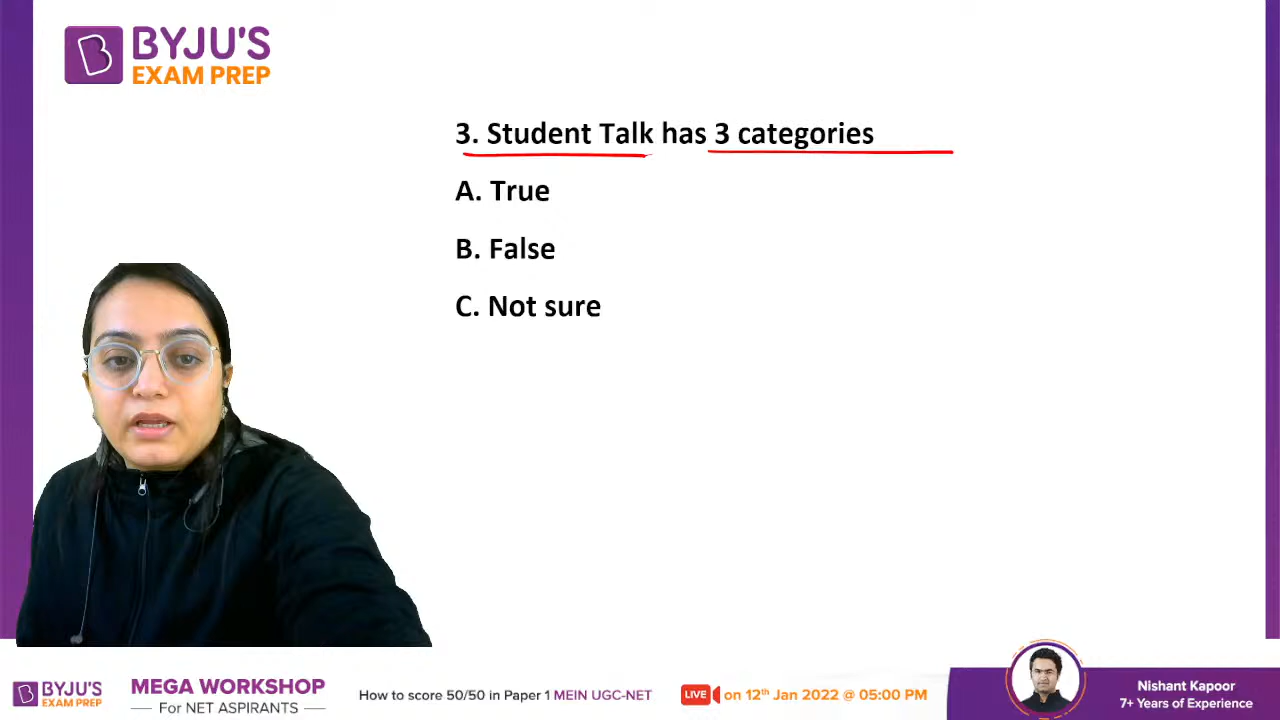 BYJU'S
EXAM PREP
3. Student Talk has 3 categories
A. True
B. False
C. Not sure
BYJU'S
EXAM PREP
MEGA WORKSHOP
For NET ASPIRANTS
How to score 50/50 in Paper 1 MEIN UGC-NET
LIVE on 12th Jan 2022 @ 05:00 PM
Nishant Kapoor
7+ Years of Experience